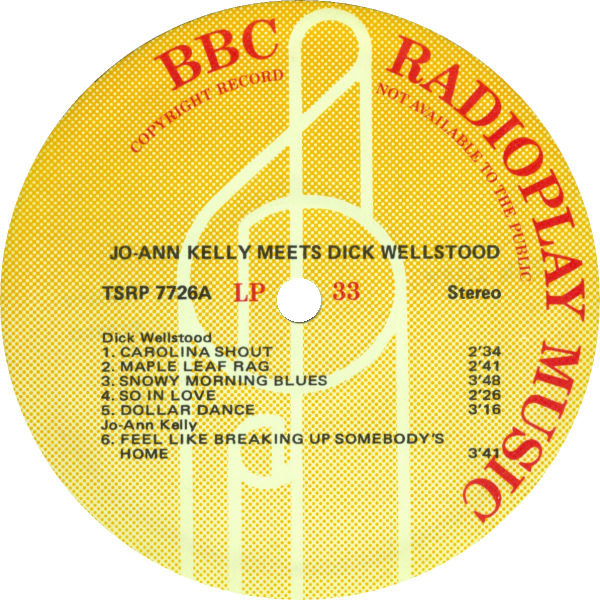 BBC RADIOPLAY MUSIC
COPYRIGHT RECORD NOT AVAILABLE TO THE PUBLIC
JO-ANN KELLY MEETS DICK WELLSTOOD
TSRP 7726A LP 33 Stereo
Dick Wellstood
1. CAROLINA SHOUT 2'34
2. MAPLE LEAF RAG 2'41
3. SNOWY MORNING BLUES 3'48
4. SO IN LOVE 2'26
5. DOLLAR DANCE 3'16
Jo-Ann Kelly
6. FEEL LIKE BREAKING UP SOMEBODY'S
HOME 3'41